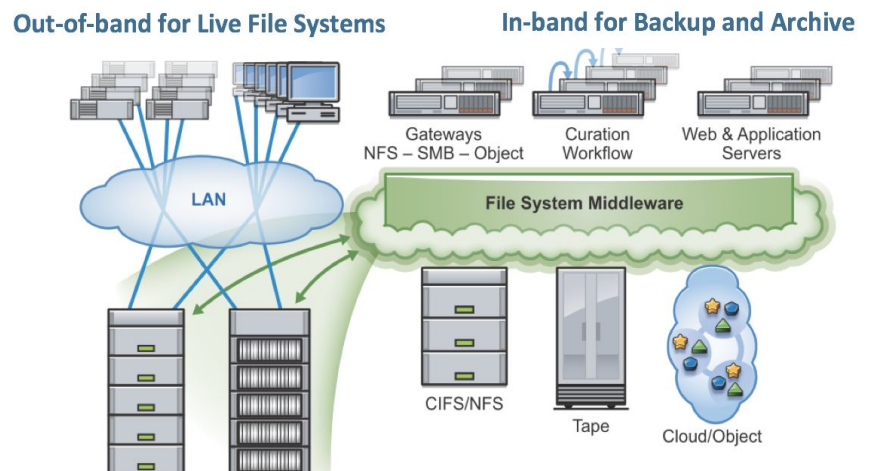 Out-of-band for Live File Systems
In-band for Backup and Archive
Gateways
NFS – SMB – Object
Curation
Workflow
Web & Application
Servers
LAN
File System Middleware
CIFS/NFS
Tape
Cloud/Object